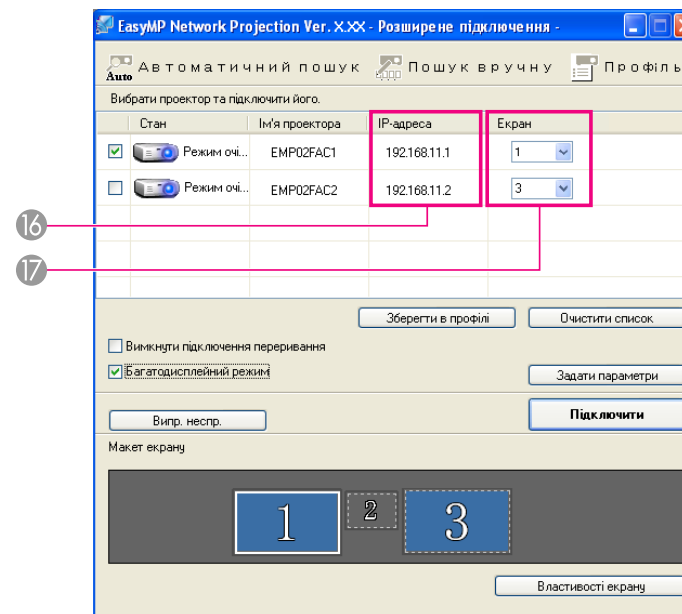 EasyMP Network Projection Ver. X.XX - Розширене підключення -
Auto Автоматичний пошук Пошук вручну Профіль
Вибрати проектор та підключити його.
Стан Ім'я проектора IP-адреса Екран
Режим очі... EMP02FAC1 192.168.11.1 1
Режим очі... EMP02FAC2 192.168.11.2 3
16
17
Зберегти в профілі Очистити список
Вимкнути підключення переривання
Багатодисплейний режим
Задати параметри
Випр. неспр. Підключити
Макет екрану
1 2 3
Властивості екрану